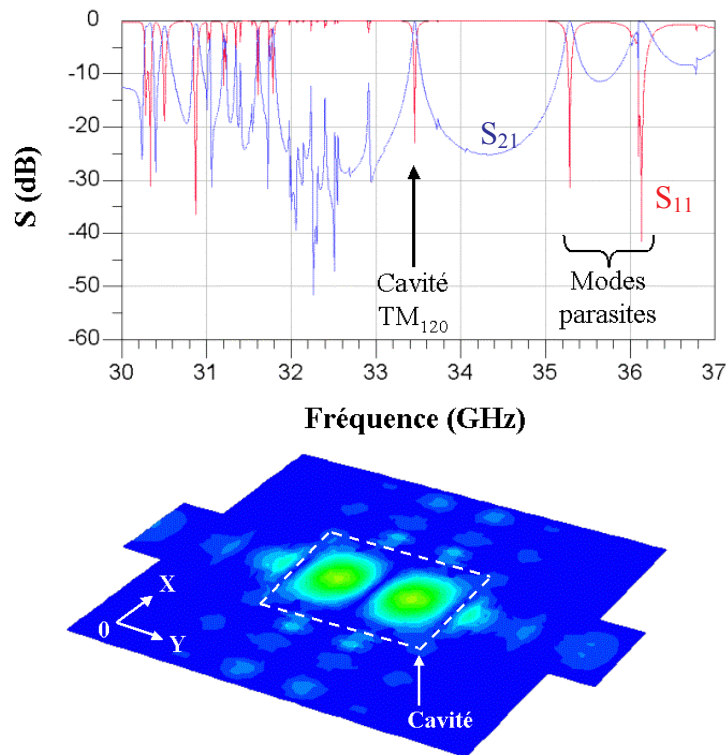 0
-10
-20
-30
-40
-50
-60
S (dB)
S21
S11
Cavité
TM120
Modes
parasites
30 31 32 33 34 35 36 37
Fréquence (GHz)
X
0
Y
Cavité